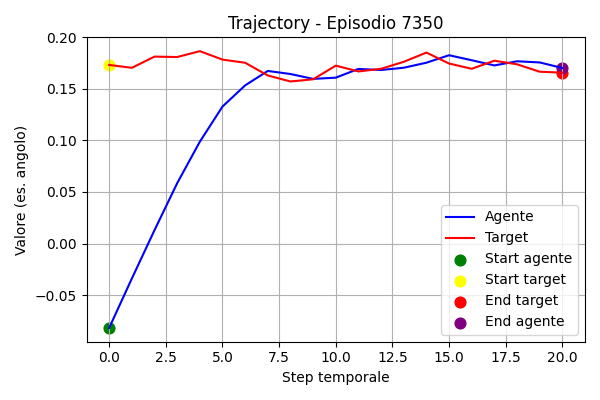 Trajectory - Episodio 7350
Valore (es. angolo)
0.20
0.15
0.10
0.05
0.00
−0.05
Agente
Target
Start agente
Start target
End target
End agente
0.0 2.5 5.0 7.5 10.0 12.5 15.0 17.5 20.0
Step temporale